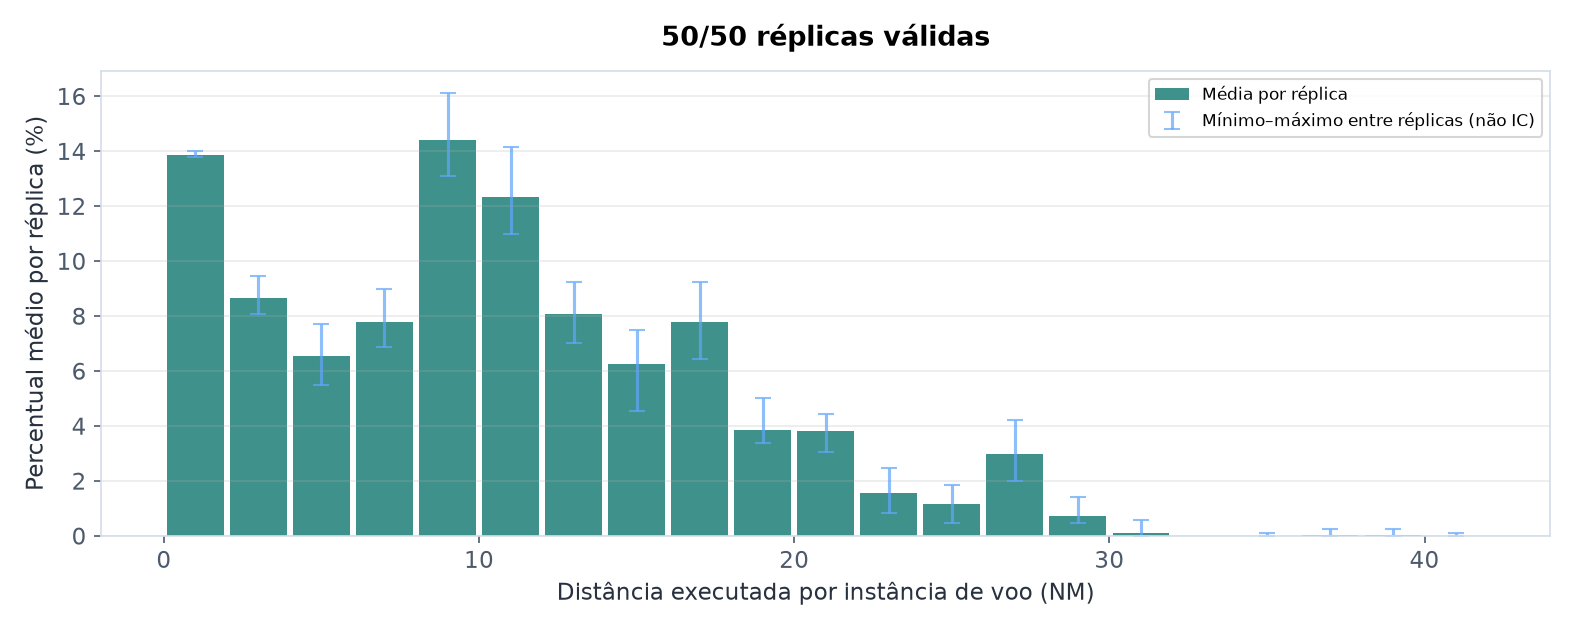 50/50 réplicas válidas
Média por réplica
Mínimo–máximo entre réplicas (não IC)
Percentual médio por réplica (%)
16
14
12
10
8
6
4
2
0
0 10 20 30 40
Distância executada por instância de voo (NM)